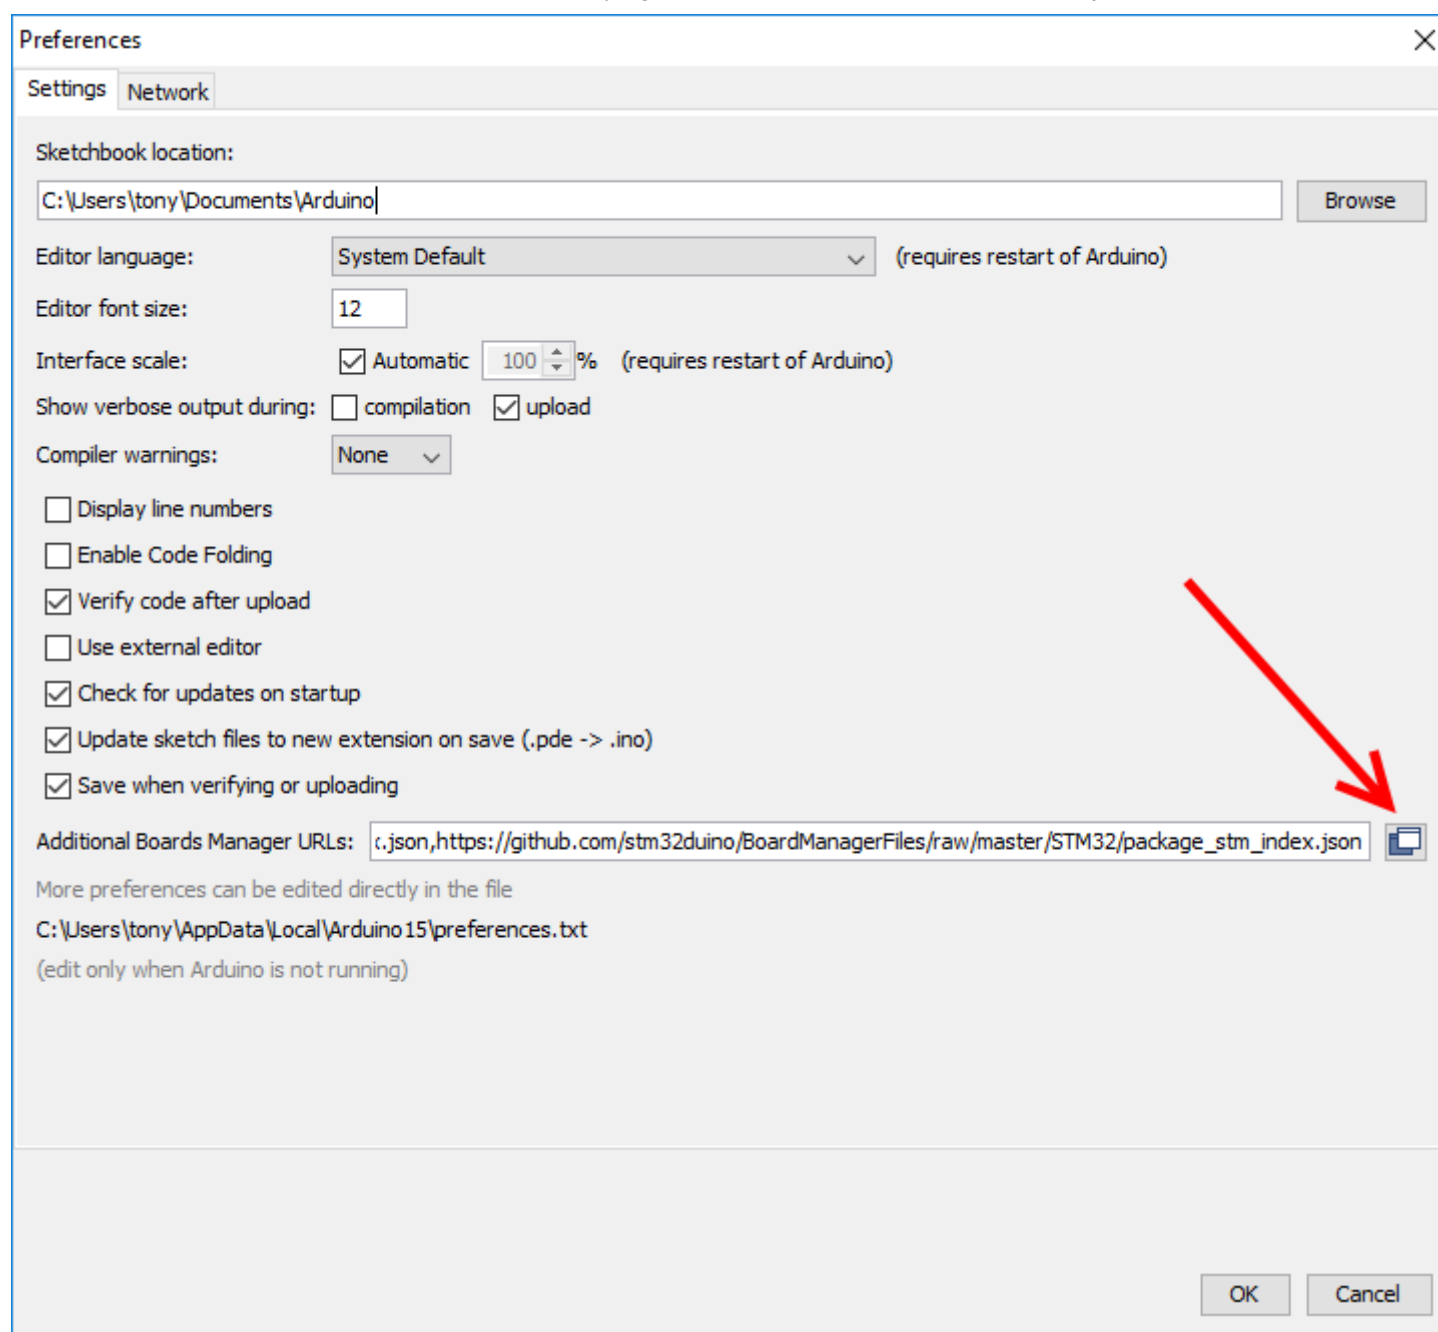 Preferences
Settings Network
Sketchbook location:
C:\Users\tony\Documents\Arduino Browse
Editor language: System Default (requires restart of Arduino)
Editor font size: 12
Interface scale: Automatic 100 % (requires restart of Arduino)
Show verbose output during: compilation upload
Compiler warnings: None
Display line numbers
Enable Code Folding
Verify code after upload
Use external editor
Check for updates on startup
Update sketch files to new extension on save (.pde -> .ino)
Save when verifying or uploading
Additional Boards Manager URLs: .json,https://github.com/stm32duino/BoardManagerFiles/raw/master/STM32/package_stm_index.json
More preferences can be edited directly in the file
C:\Users\tony\AppData\Local\Arduino15\preferences.txt
(edit only when Arduino is not running)
OK Cancel